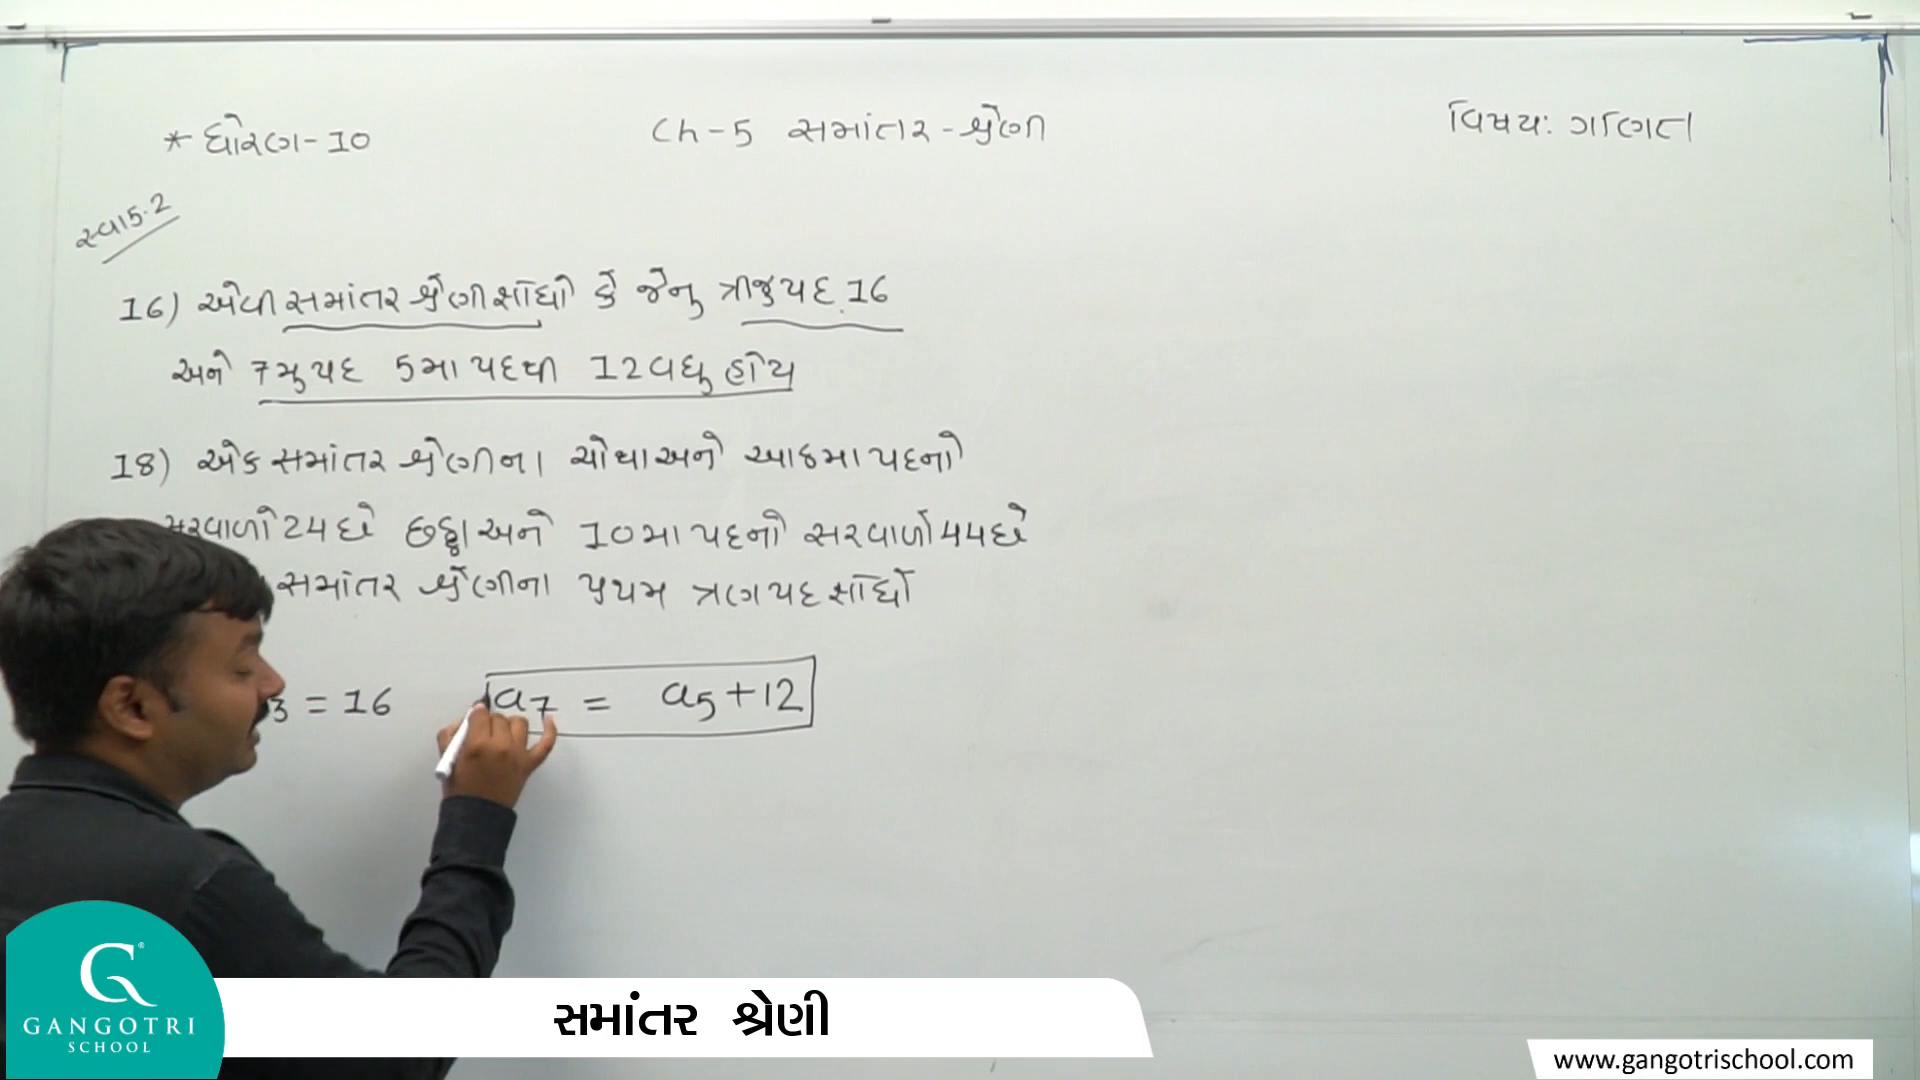 * ધોરણ-10
Ch-5 સમાંતર-શ્રેણી
વિષય: ગણિત
સ્વા 5.2
16) એવી સમાંતર શ્રેણી શોધો કે જેનુ ત્રીજુ પદ 16
અને 7મુ પદ 5મા પદથી 12 વધુ હોય
18) એક સમાંતર શ્રેણીના ચોથા અને આઠમા પદનો
સરવાળો 24 છે છઠ્ઠા અને 10મા પદનો સરવાળો 44 છે
સમાંતર શ્રેણીના પ્રથમ ત્રણ પદ શોધો
3 = 16
a7 = a5+12
GANGOTRI
SCHOOL
સમાંતર શ્રેણી
www.gangotrischool.com